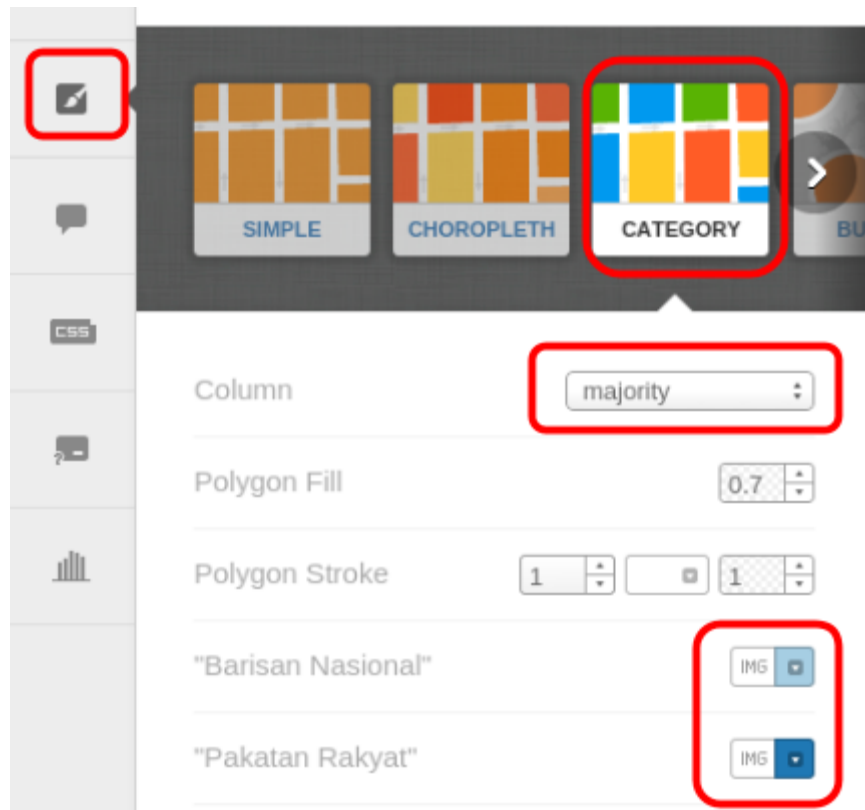 SIMPLE
CHOROPLETH
CATEGORY
BU
CSS
?
Column
majority
Polygon Fill
0.7
Polygon Stroke
1
1
"Barisan Nasional"
IMG
"Pakatan Rakyat"
IMG